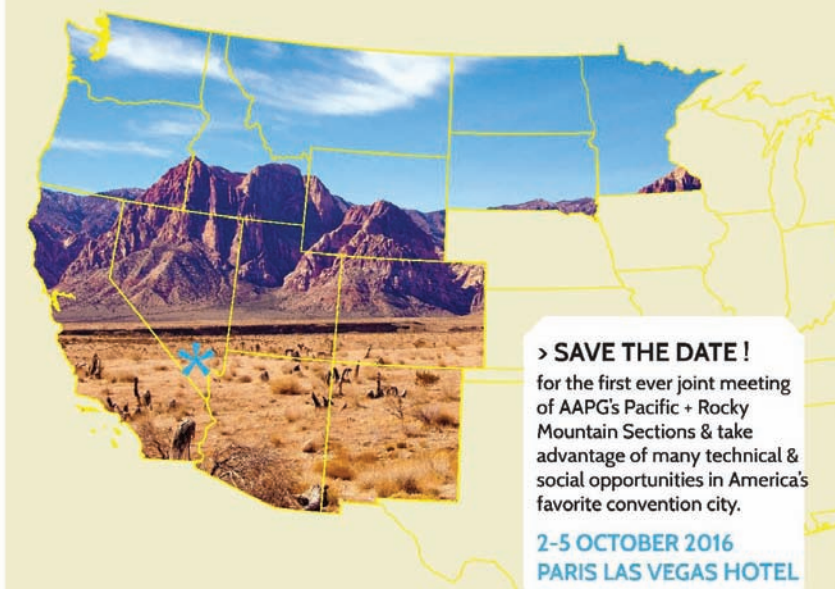 > SAVE THE DATE !
for the first ever joint meeting
of AAPG's Pacific + Rocky
Mountain Sections & take
advantage of many technical &
social opportunities in America's
favorite convention city.
2-5 OCTOBER 2016
PARIS LAS VEGAS HOTEL